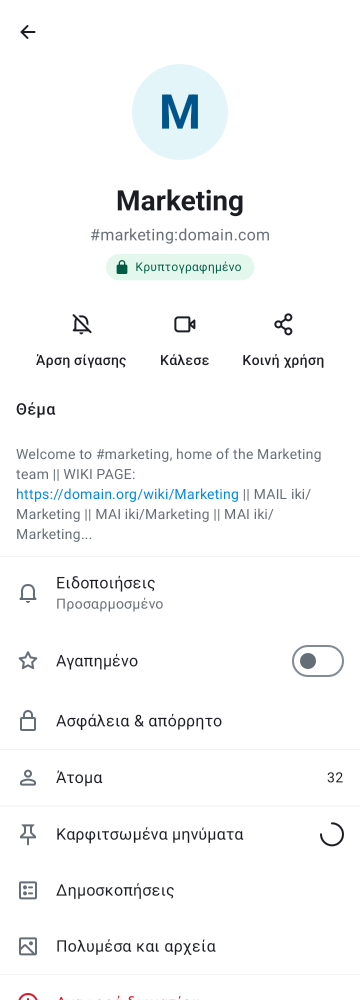 M
Marketing
#marketing:domain.com
Κρυπτογραφημένο
Άρση σίγασης Κάλεσε Κοινή χρήση
Θέμα
Welcome to #marketing, home of the Marketing
team || WIKI PAGE:
https://domain.org/wiki/Marketing || MAIL iki/
Marketing || MAI iki/Marketing || MAI iki/
Marketing...
Ειδοποιήσεις
Προσαρμοσμένο
Αγαπημένο
Ασφάλεια & απόρρητο
Άτομα 32
Καρφιτσωμένα μηνύματα
Δημοσκοπήσεις
Πολυμέσα και αρχεία